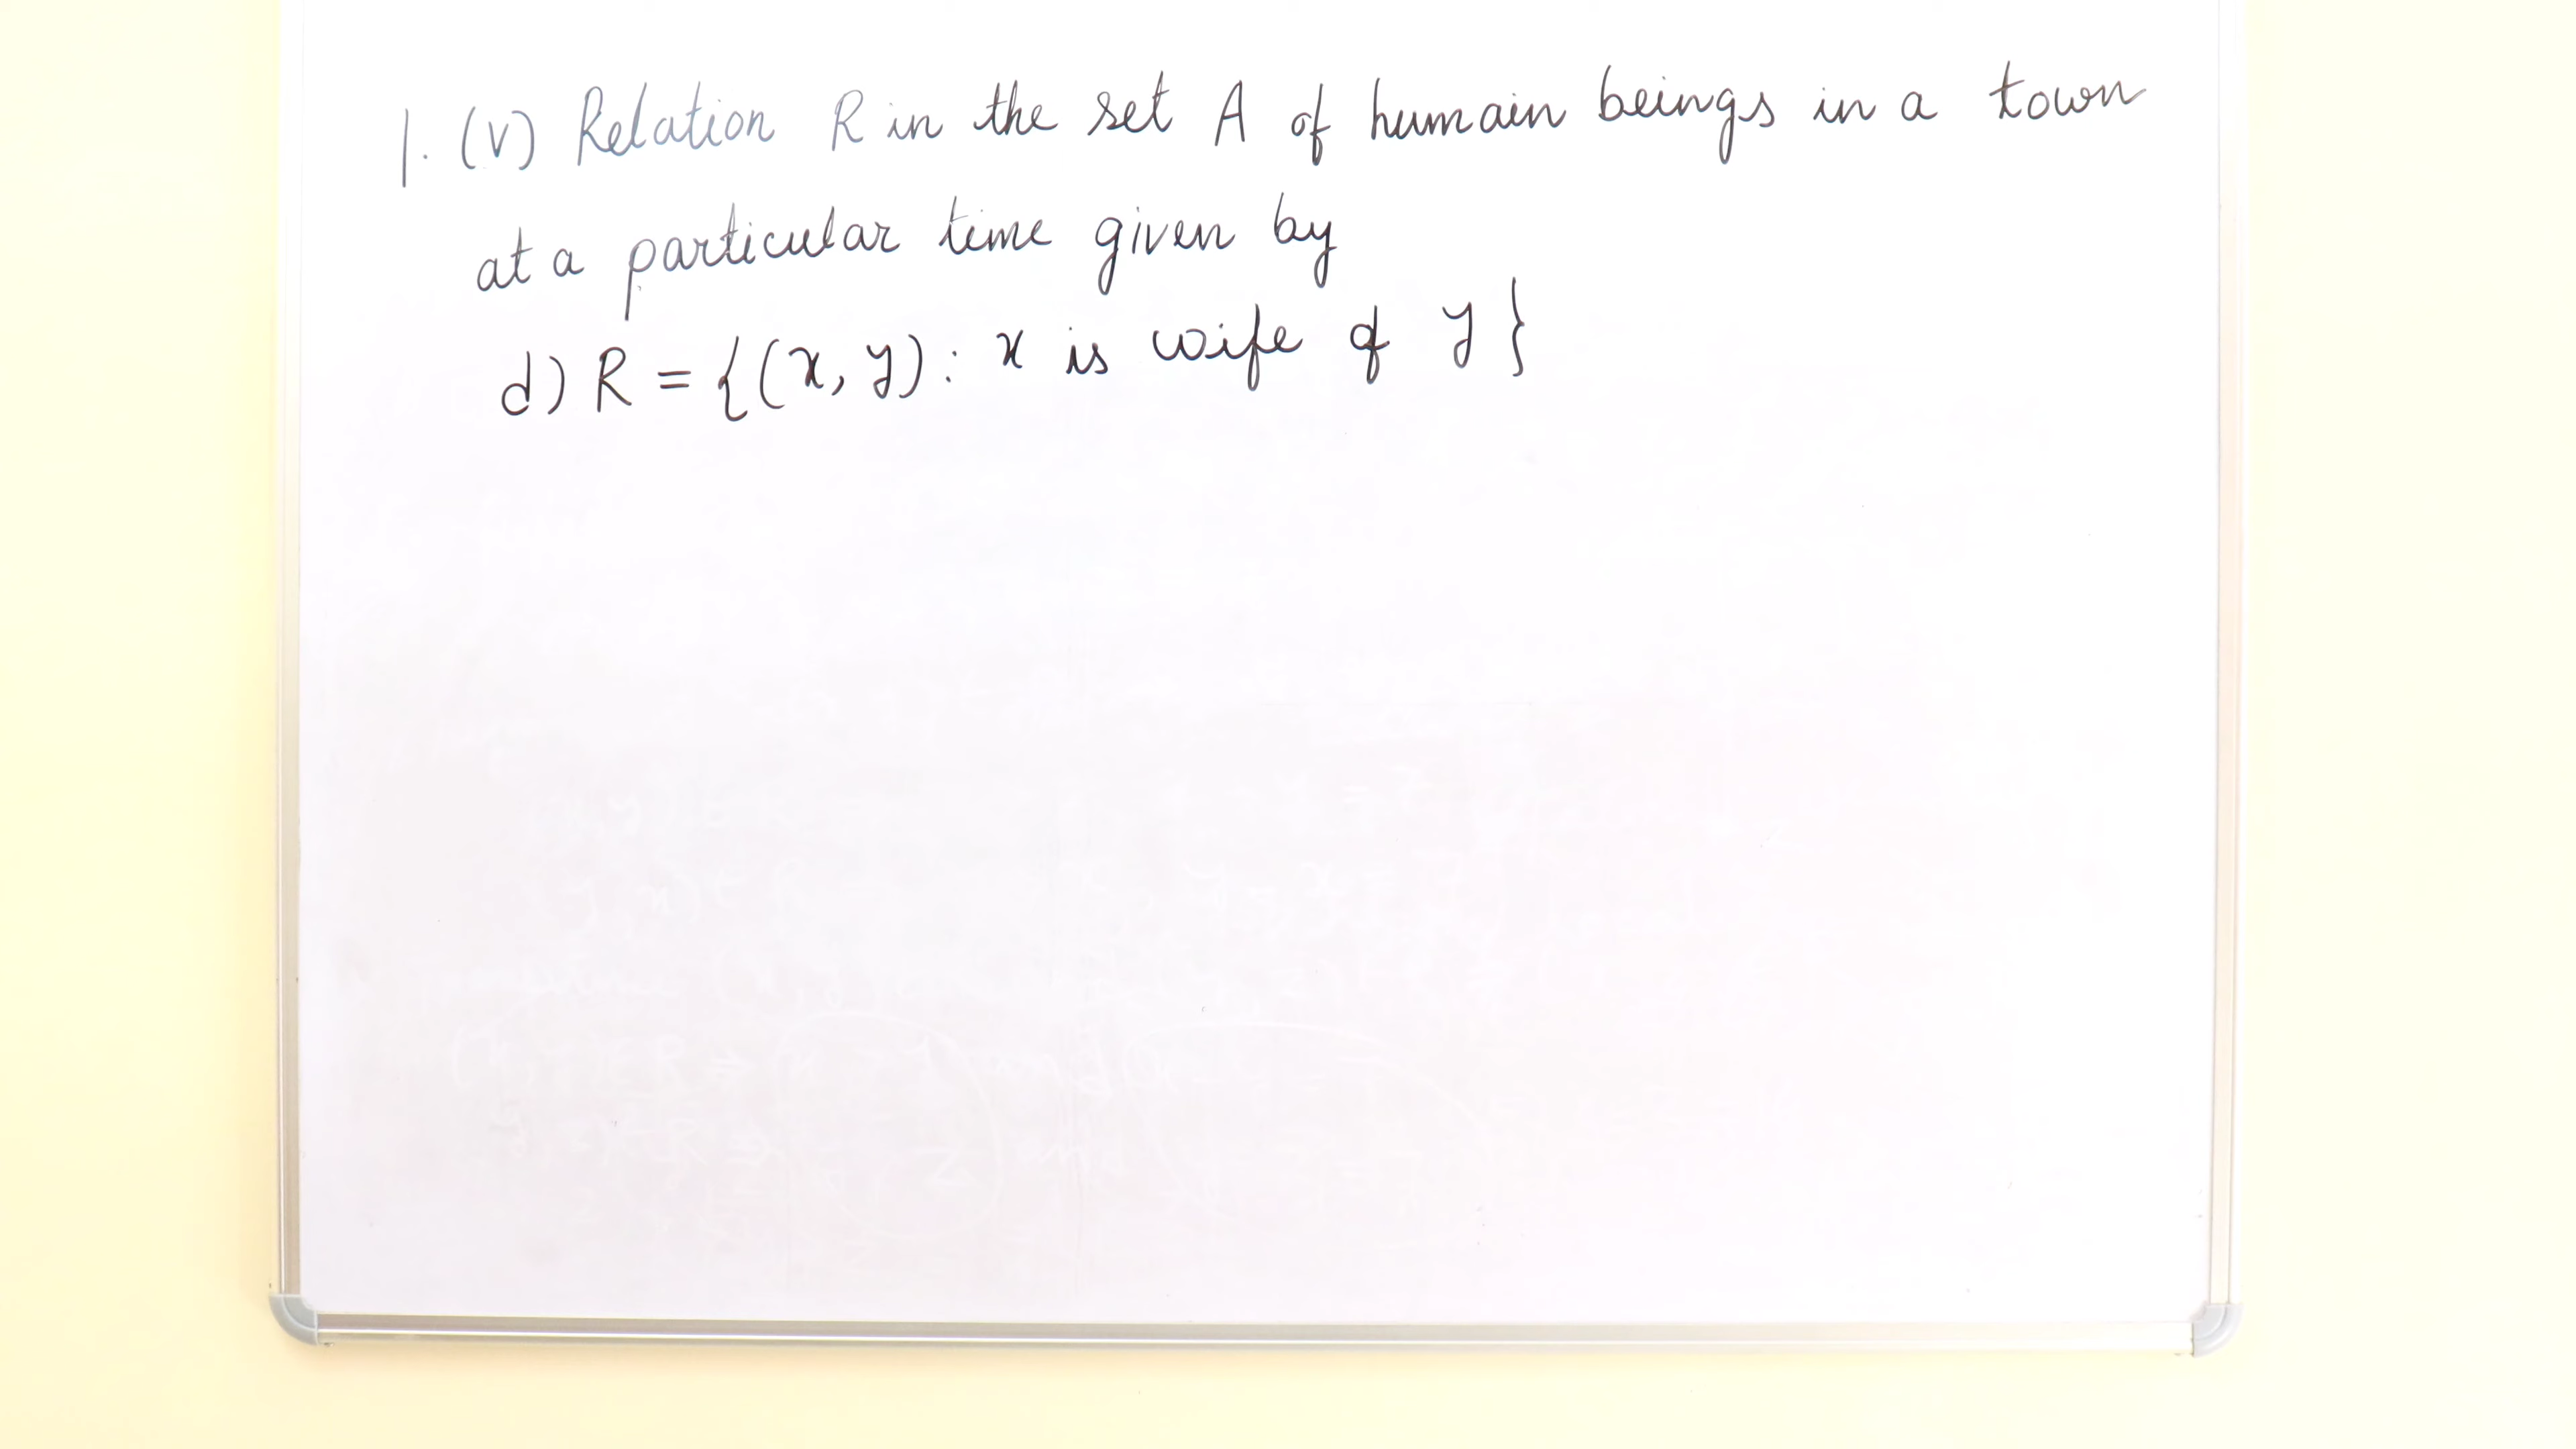 1. (v) Relation R in the set A of humain beings in a town
at a particular time given by
d) R = {(x, y): x is wife of y}